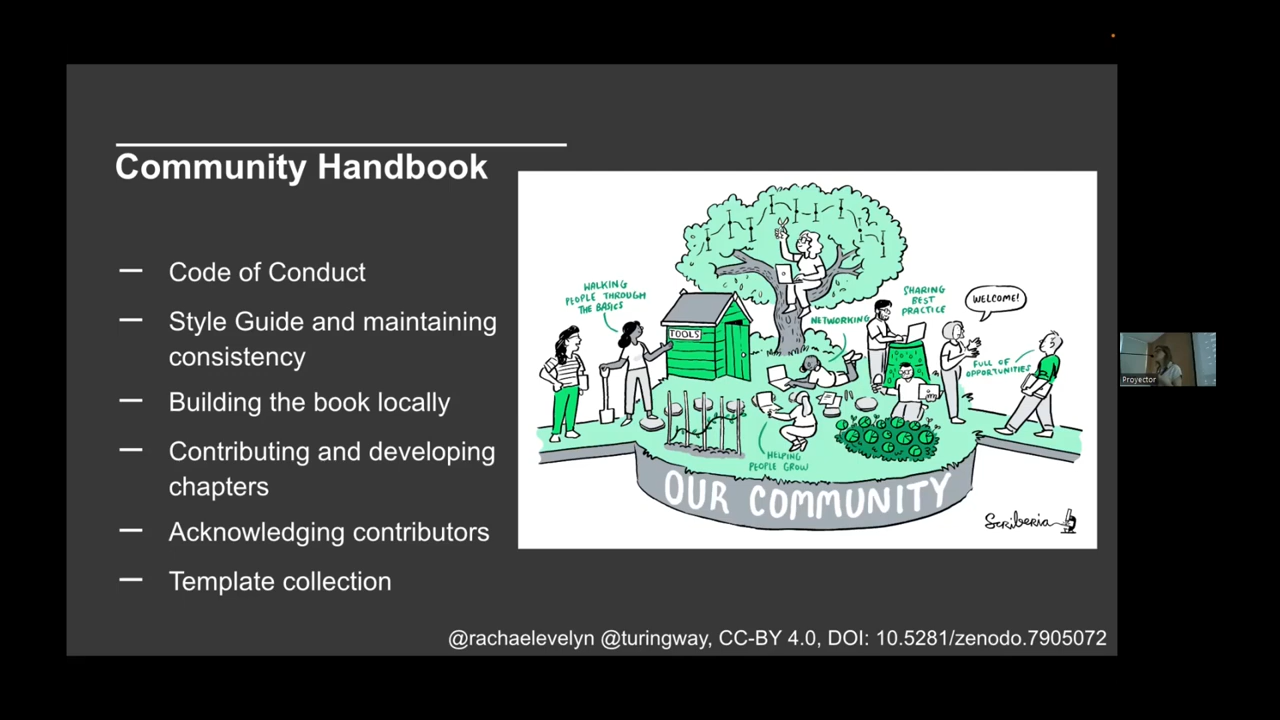 Community Handbook
— Code of Conduct
— Style Guide and maintaining
consistency
— Building the book locally
— Contributing and developing
chapters
— Acknowledging contributors
— Template collection
WALKING
PEOPLE THROUGH
THE BASICS
TOOLS
NETWORKING
SHARING
BEST
PRACTICE
WELCOME!
FULL OF
OPPORTUNITIES
HELPING
PEOPLE GROW
OUR COMMUNITY
Scriberia
@rachaelevelyn @turingway, CC-BY 4.0, DOI: 10.5281/zenodo.7905072
Proyector